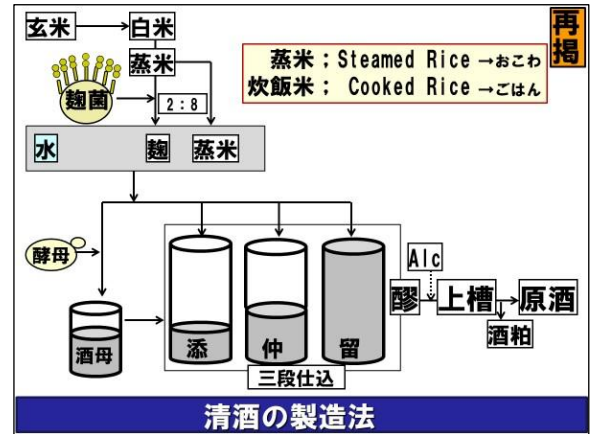 再掲
玄米
白米
蒸米
蒸米；Steamed Rice →おこわ
炊飯米； Cooked Rice →ごはん
麹菌
2：8
水
麹
蒸米
酵母
酒母
添
仲
留
三段仕込
Alc
醪
上槽
原酒
酒粕
清酒の製造法